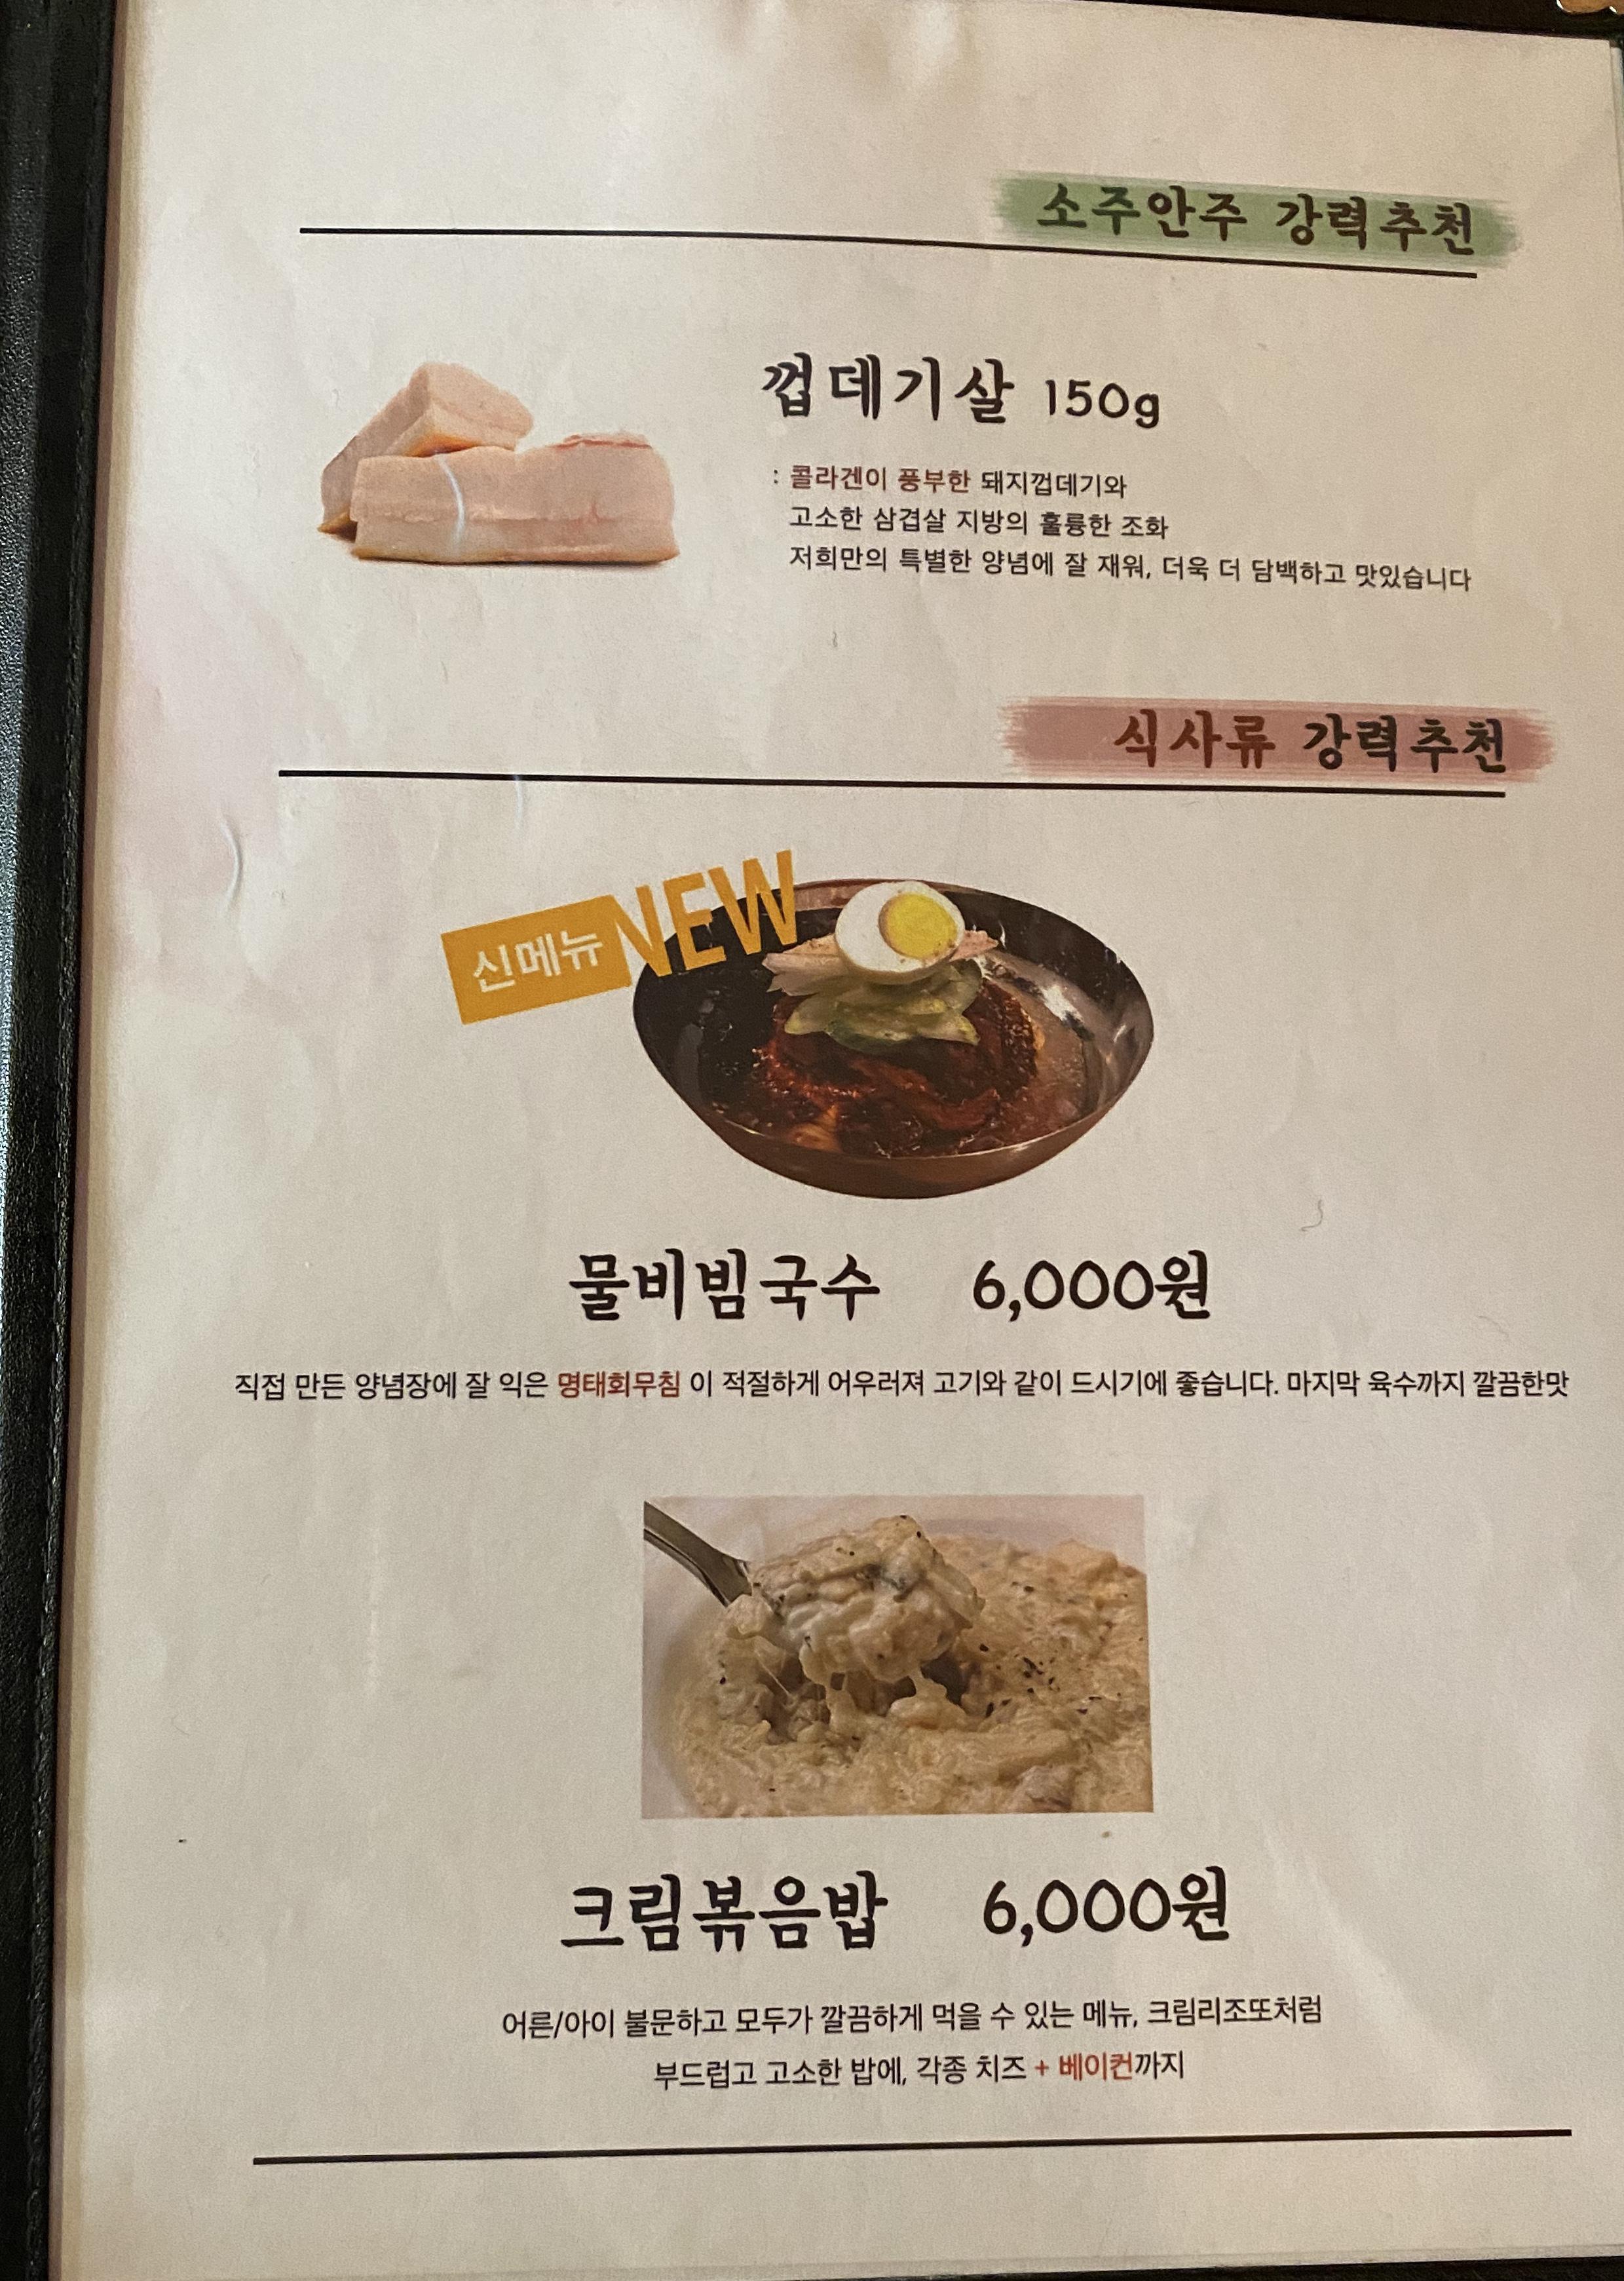 소주안주 강력추천
껍데기살 150g
: 콜라겐이 풍부한 돼지껍데기와
고소한 삼겹살 지방의 훌륭한 조화
저희만의 특별한 양념에 잘 재워, 더욱 더 담백하고 맛있습니다
식사류 강력추천
신메뉴 NEW
물비빔국수 6,000원
직접 만든 양념장에 잘 익은 명태회무침 이 적절하게 어우러져 고기와 같이 드시기에 좋습니다. 마지막 육수까지 깔끔한맛
크림볶음밥 6,000원
어른/아이 불문하고 모두가 깔끔하게 먹을 수 있는 메뉴, 크림리조또처럼
부드럽고 고소한 밥에, 각종 치즈 + 베이컨까지